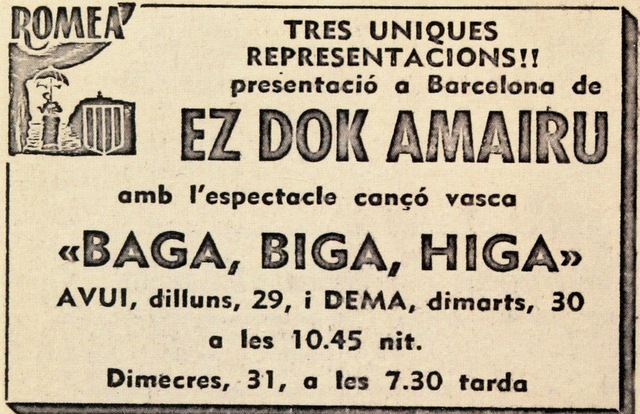 ROMEA
TRES UNIQUES
REPRESENTACIONS!!
presentació a Barcelona de
EZ DOK AMAIRU
amb l'espectacle cançó vasca
«BAGA, BIGA, HIGA»
AVUI, dilluns, 29, i DEMA, dimarts, 30
a les 10.45 nit.
Dimecres, 31, a les 7.30 tarda